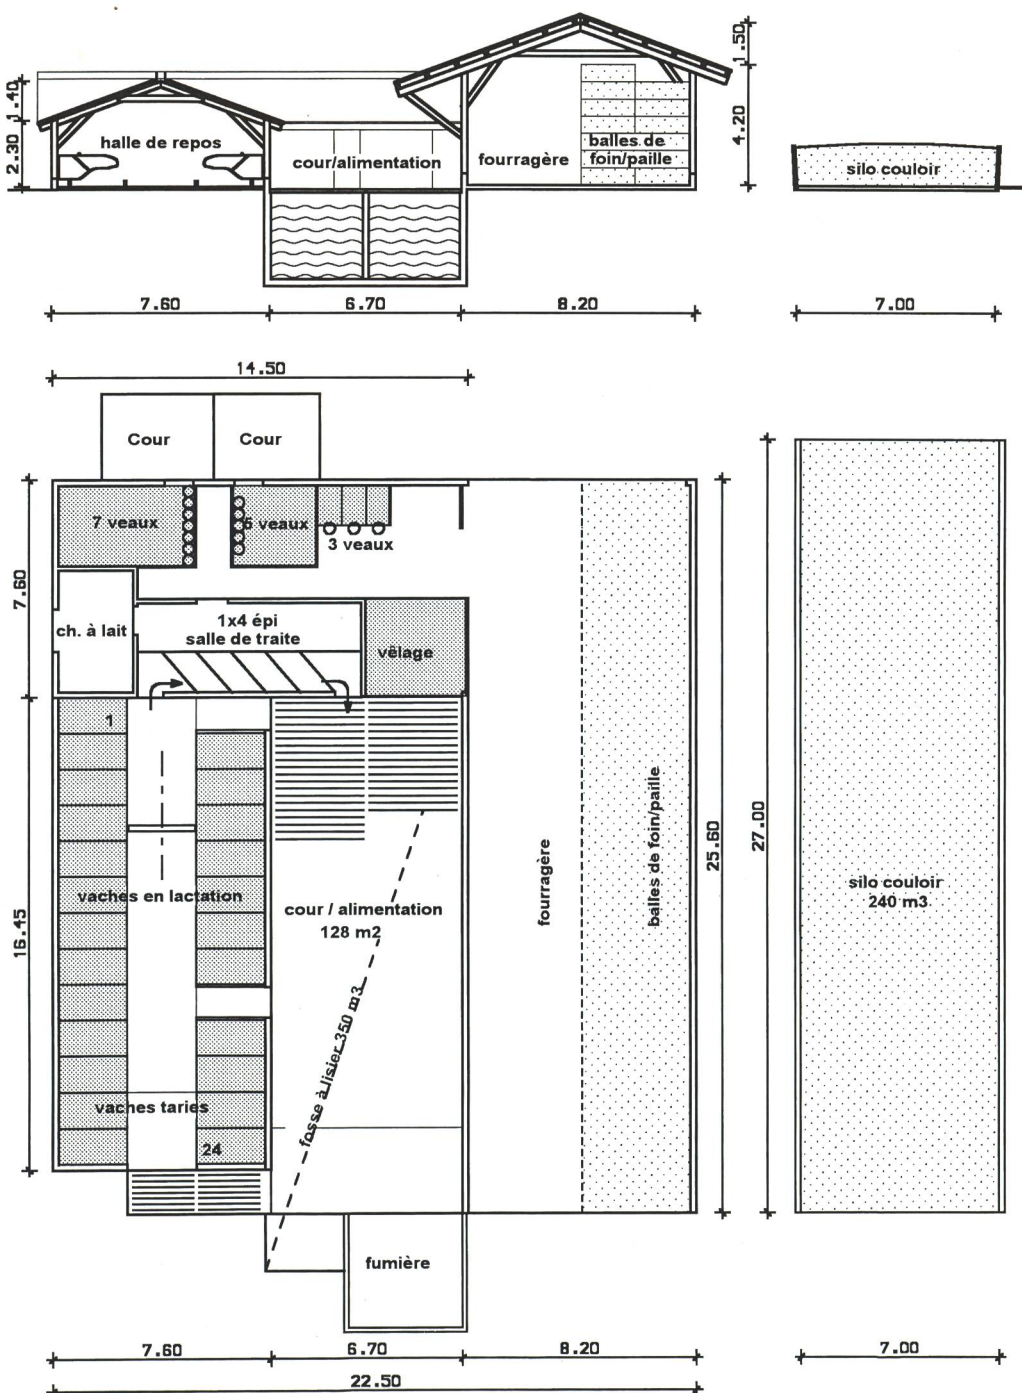 1.50
1.40
4.20
2.30
halle de repos
cour/alimentation
fourragère
balles de
foin/paille
silo couloir
7.60
6.70
8.20
7.00
14.50
Cour
Cour
7 veaux
5 veaux
3 veaux
7.60
ch. à lait
1x4 épi
salle de traite
vêlage
1
vaches en lactation
cour / alimentation
128 m2
fosse à lisier 350 m3
fourragère
balles de foin/paille
25.60
27.00
silo couloir
240 m3
16.45
vaches taries
24
fumière
7.60
6.70
8.20
7.00
22.50